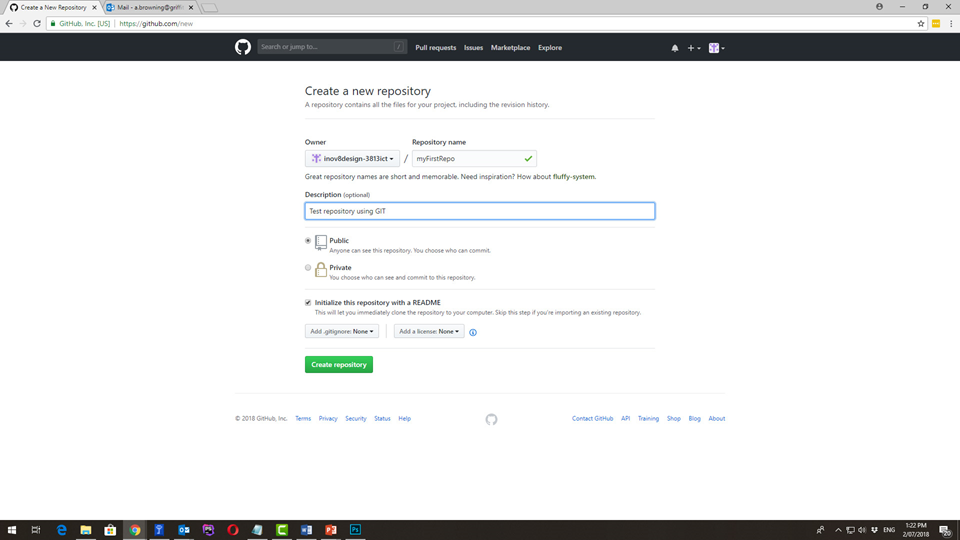 Create a New Repository
Mail - a.browning@griffi
GitHub, Inc. [US]
https://github.com/new
Search or jump to...
/
Pull requests
Issues
Marketplace
Explore
Create a new repository
A repository contains all the files for your project, including the revision history.
Owner
Repository name
inov8design-3813ict
/
myFirstRepo
Great repository names are short and memorable. Need inspiration? How about fluffy-system.
Description (optional)
Test repository using GIT
Public
Anyone can see this repository. You choose who can commit.
Private
You choose who can see and commit to this repository.
Initialize this repository with a README
This will let you immediately clone the repository to your computer. Skip this step if you're importing an existing repository.
Add .gitignore: None
Add a license: None
Create repository
© 2018 GitHub, Inc.
Terms
Privacy
Security
Status
Help
Contact GitHub
API
Training
Shop
Blog
About
ENG
1:22 PM
2/07/2018